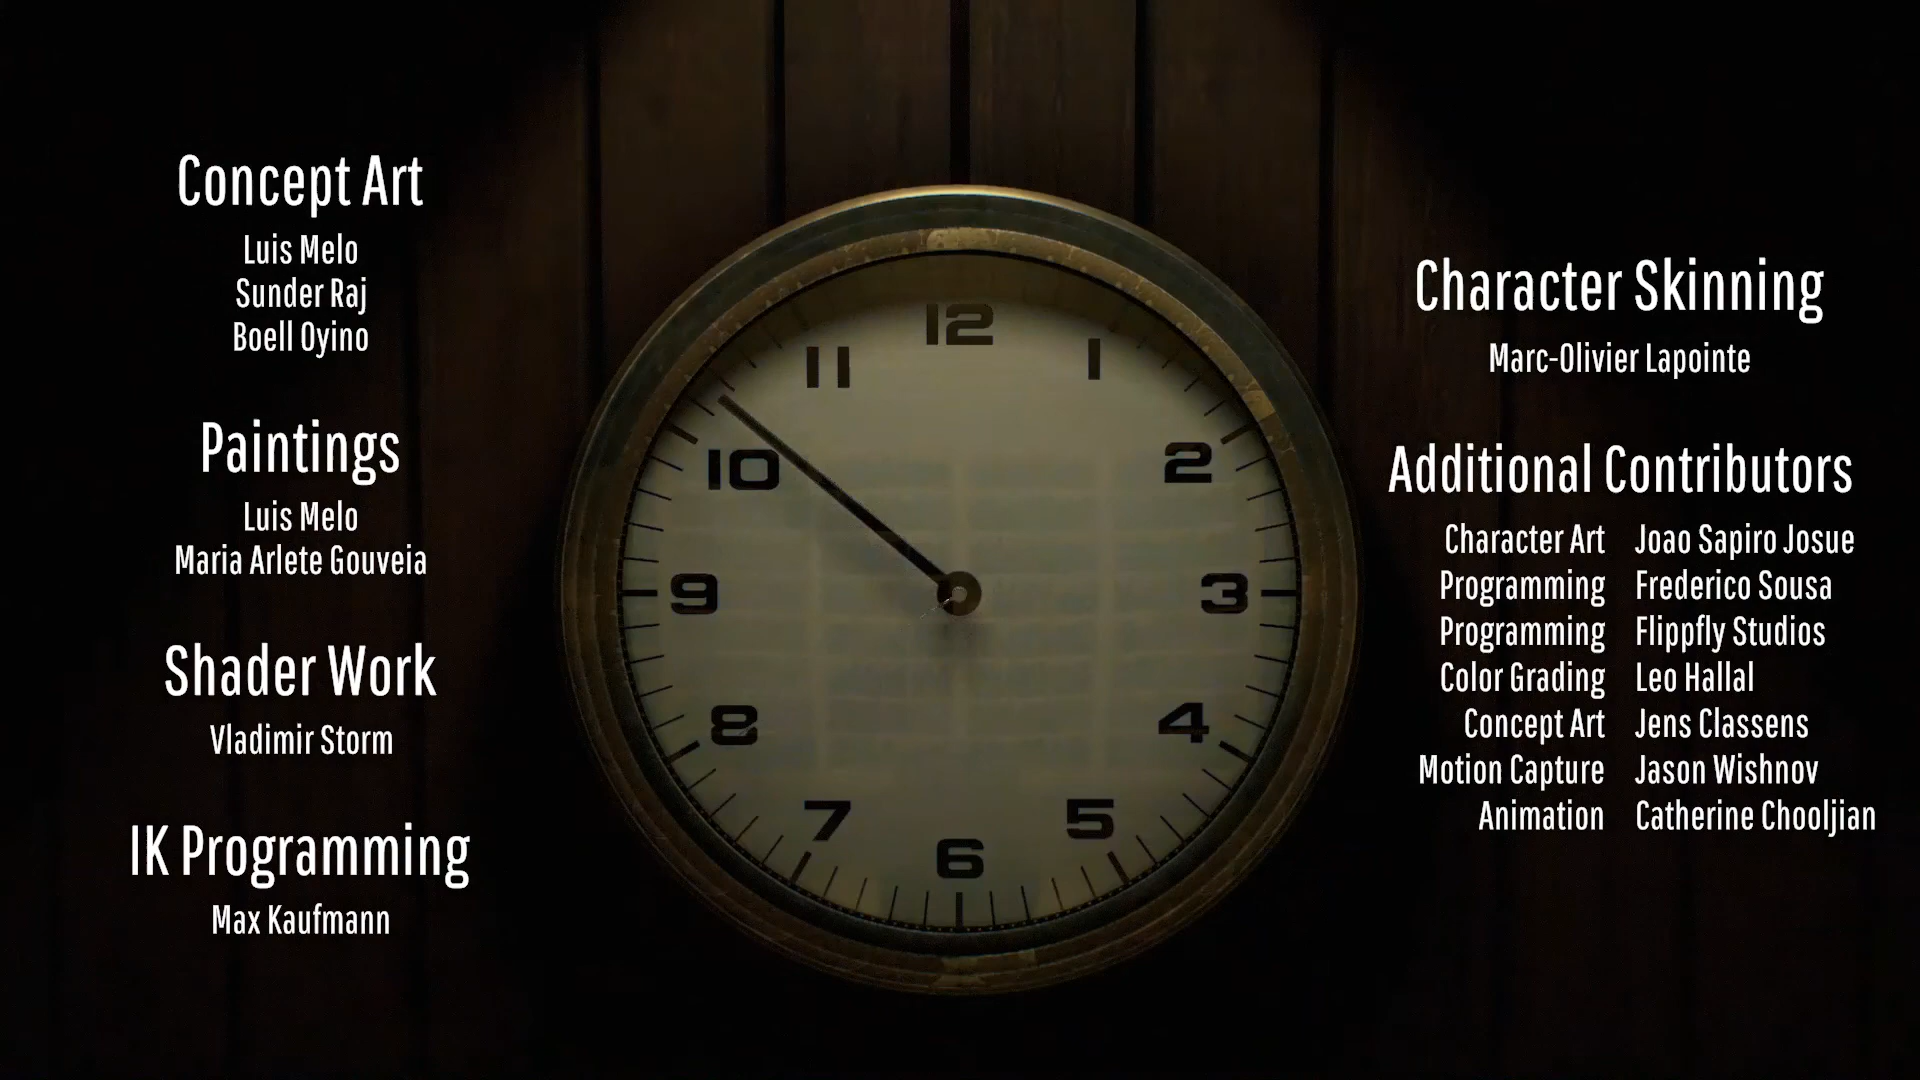 Concept Art
Luis Melo
Sunder Raj
Boell Oyino
Paintings
Luis Melo
Maria Arlete Gouveia
Shader Work
Vladimir Storm
IK Programming
Max Kaufmann
12
11
1
10
2
9
3
8
4
7
5
6
Character Skinning
Marc-Olivier Lapointe
Additional Contributors
Character Art Joao Sapiro Josue
Programming Frederico Sousa
Programming Flippfly Studios
Color Grading Leo Hallal
Concept Art Jens Classens
Motion Capture Jason Wishnov
Animation Catherine Chooljian